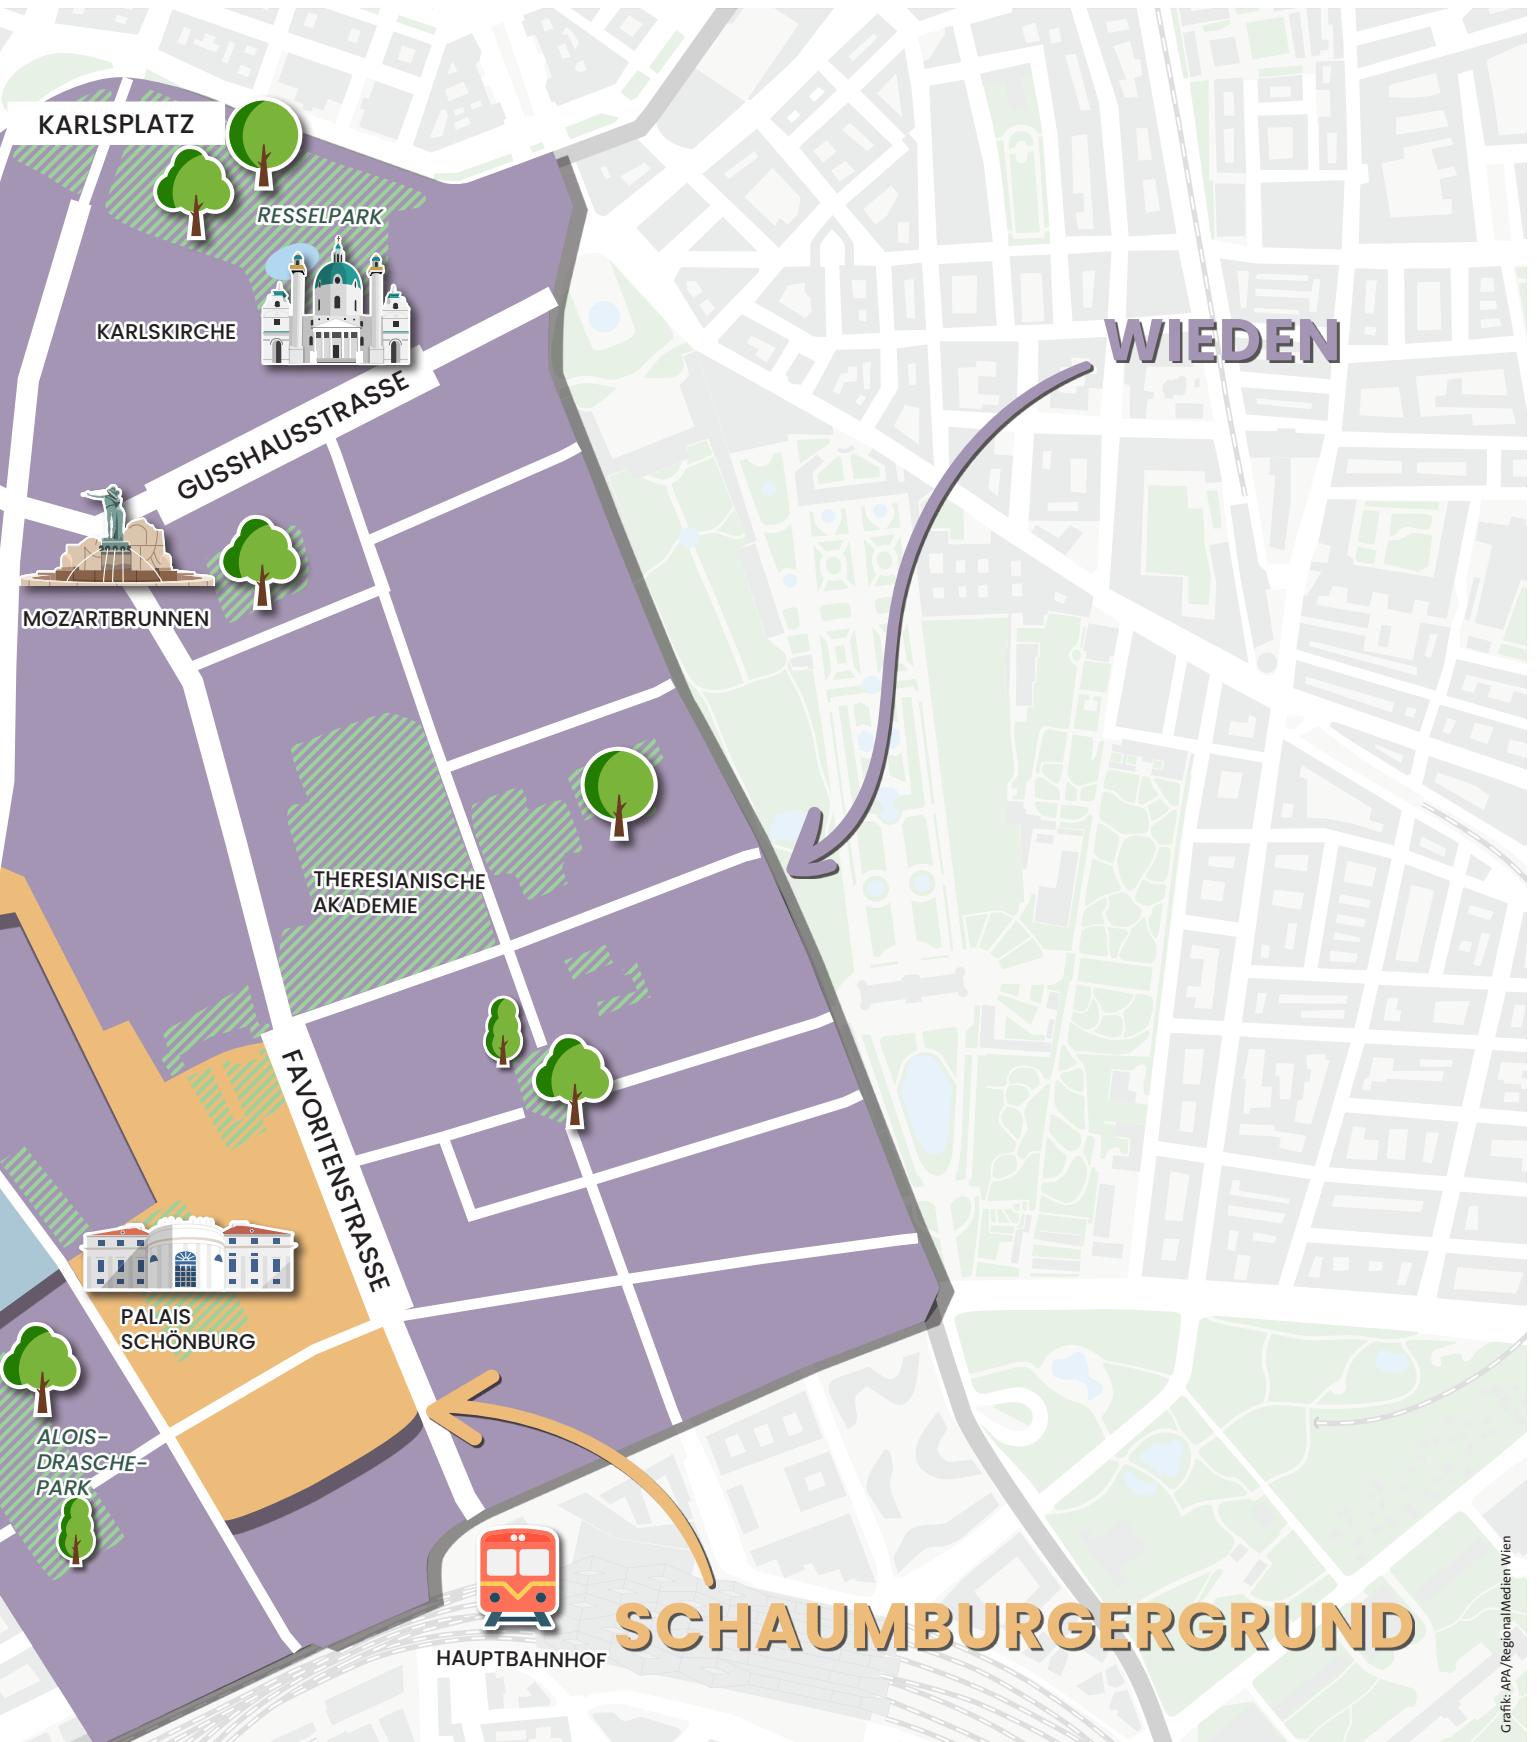 KARLSPLATZ
RESSELPARK
KARLSKIRCHE
WIEDEN
GUSSHAUSSTRASSE
MOZARTBRUNNEN
THERESIANISCHE
AKADEMIE
FAVORITENSTRASSE
PALAIS
SCHÖNBURG
ALOIS-
DRASCHE-
PARK
SCHAUMBURGERGRUND
HAUPTBAHNHOF
Grafik: APA/RegionalMedien Wien